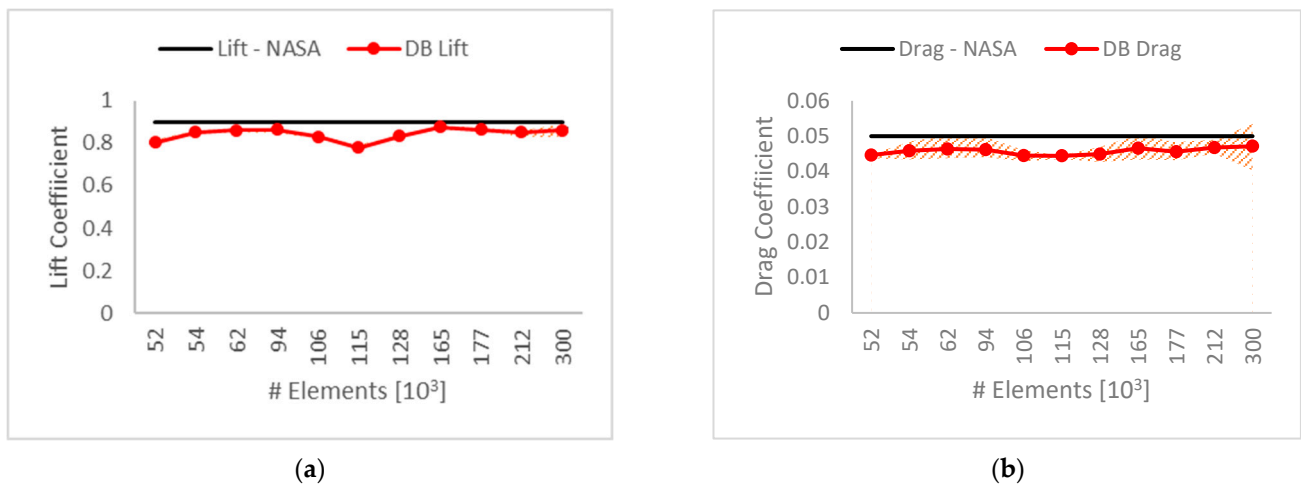 Lift - NASA DB Lift
1
0.8
0.6
0.4
0.2
0
Lift Coeffiicient
52 54 62 94 106 115 128 165 177 212 300
# Elements [10³]
(a)
Drag - NASA DB Drag
0.06
0.05
0.04
0.03
0.02
0.01
0
Drag Coeffiicient
52 54 62 94 106 115 128 165 177 212 300
# Elements [10³]
(b)